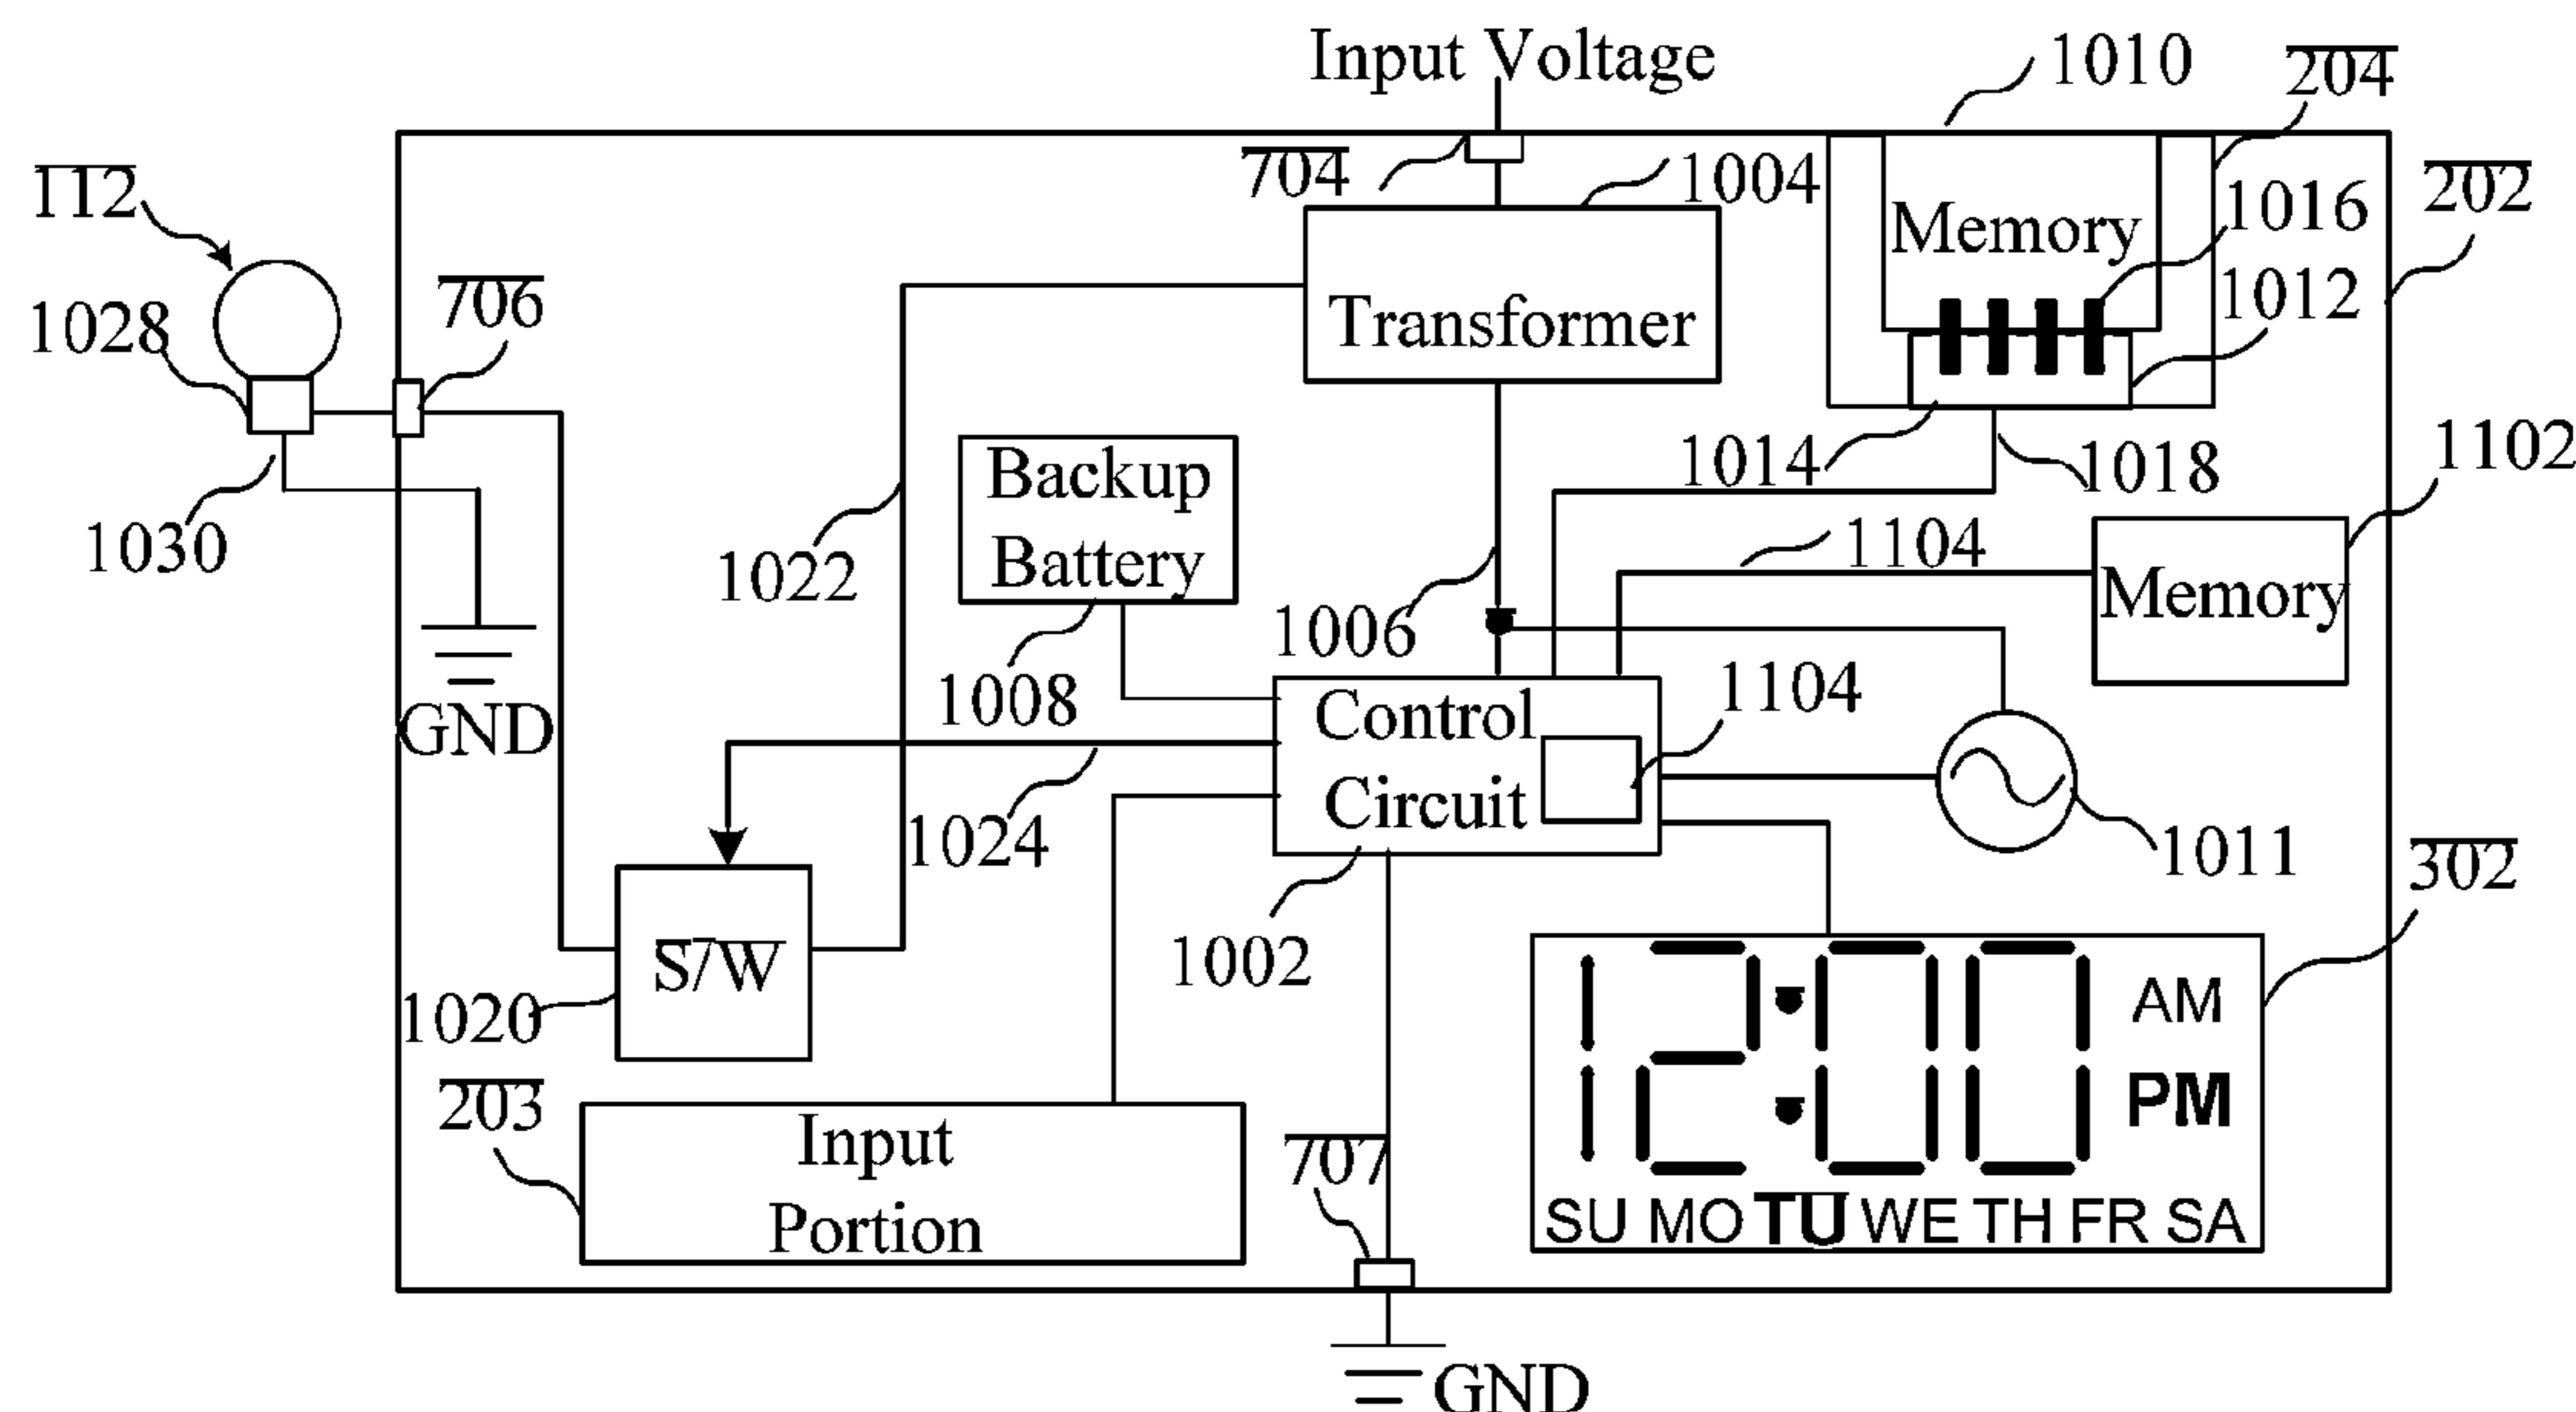 Input Voltage
1010
204
704
1004
112
202
Memory
1016
706
1028
Transformer
1012
Backup
Battery
1014
1018
1102
1030
1022
1104
Memory
1006
1008
GND
Control
Circuit
1104
1024
1011
302
S/W
1002
1020
12:00
AM
PM
203
Input
Portion
707
SU MO TU WE TH FR SA
GND